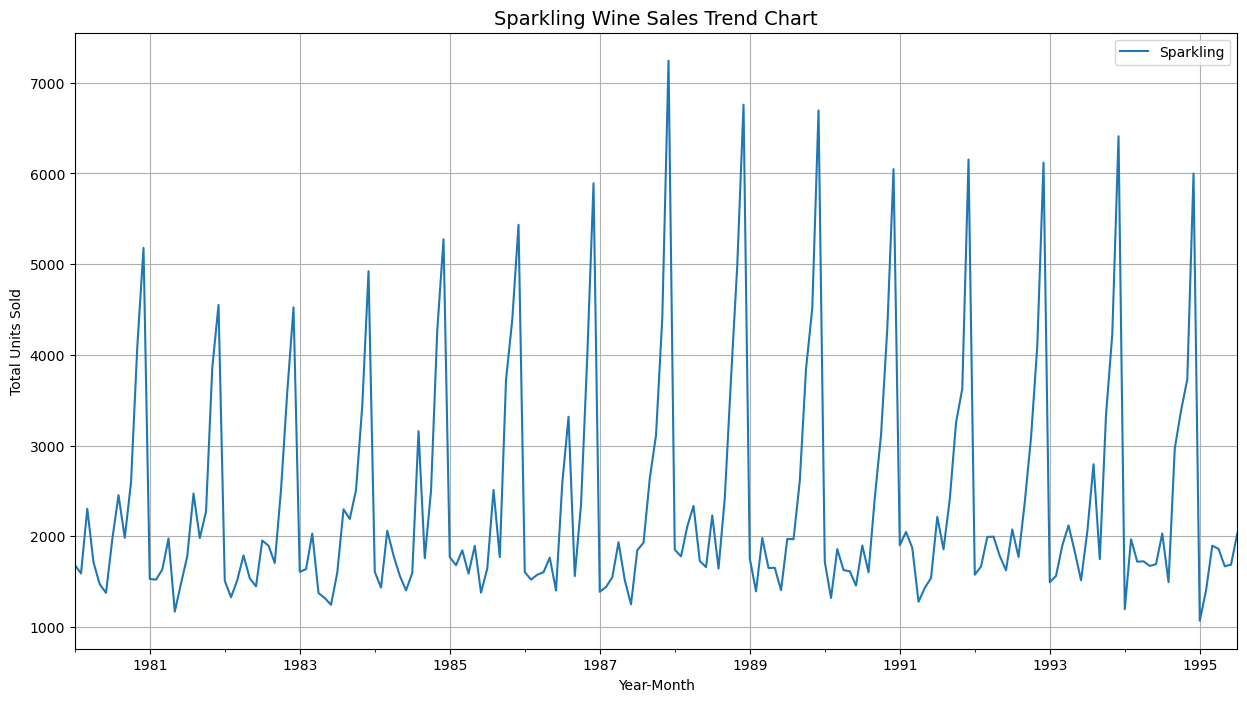 Sparkling Wine Sales Trend Chart
Sparkling
7000
6000
5000
4000
3000
2000
1000
Total Units Sold
1981 1983 1985 1987 1989 1991 1993 1995
Year-Month